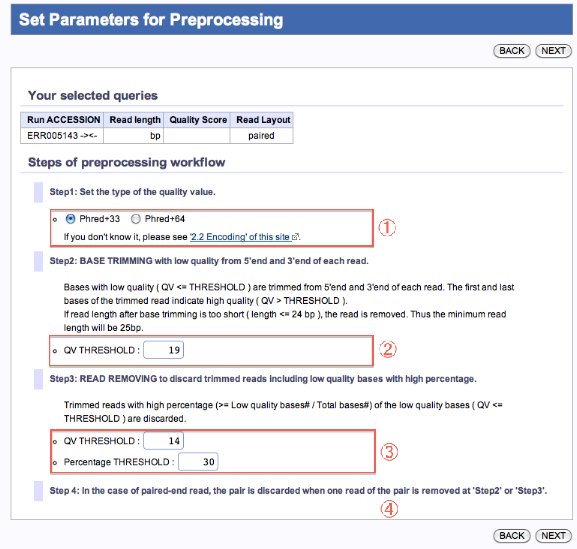 Set Parameters for Preprocessing
BACK NEXT
Your selected queries
Run ACCESSION Read length Quality Score Read Layout
ERR005143 -><- bp paired
Steps of preprocessing workflow
Step1: Set the type of the quality value.
Phred+33 Phred+64
If you don't know it, please see '2.2 Encoding' of this site.
①
Step2: BASE TRIMMING with low quality from 5'end and 3'end of each read.
Bases with low quality ( QV <= THRESHOLD ) are trimmed from 5'end and 3'end of each read. The first and last
bases of the trimmed read indicate high quality ( QV > THRESHOLD ).
If read length after base trimming is too short ( length <= 24 bp ), the read is removed. Thus the minimum read
length will be 25bp.
QV THRESHOLD : 19
②
Step3: READ REMOVING to discard trimmed reads including low quality bases with high percentage.
Trimmed reads with high percentage (>= Low quality bases# / Total bases#) of the low quality bases ( QV <=
THRESHOLD ) are discarded.
QV THRESHOLD : 14
Percentage THRESHOLD : 30
③
Step 4: In the case of paired-end read, the pair is discarded when one read of the pair is removed at 'Step2' or 'Step3'.
④
BACK NEXT